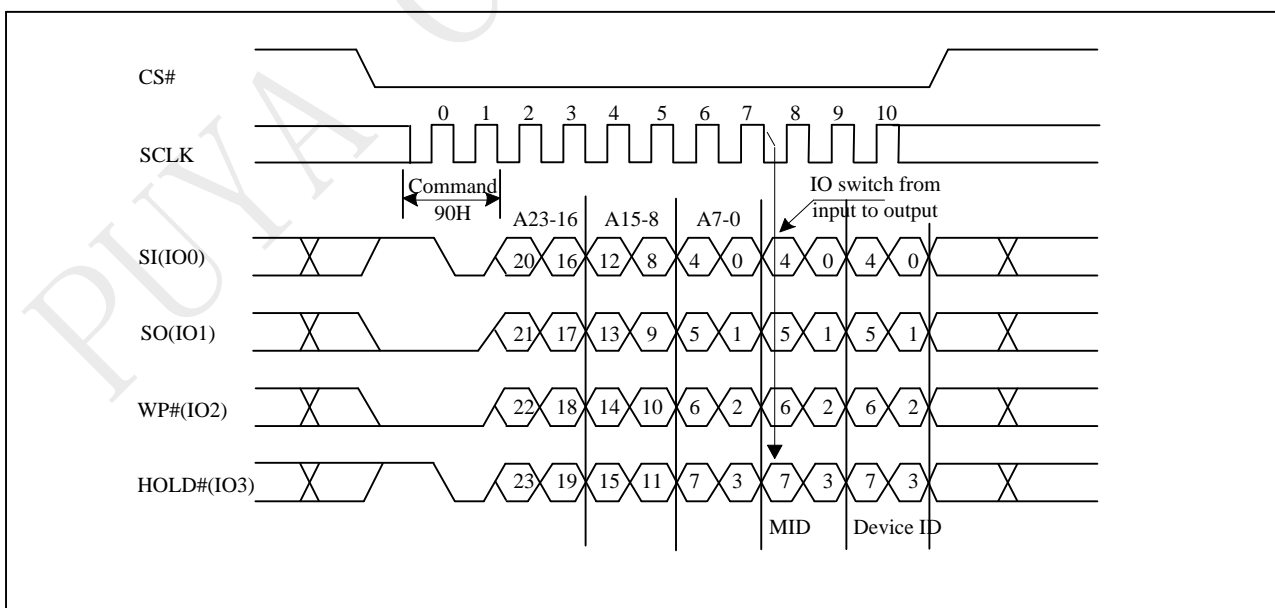 PUYA
CS#
0 1 2 3 4 5 6 7 8 9 10
SCLK
Command
90H
IO switch from
input to output
A23-16 A15-8 A7-0
SI(IO0) 20 16 12 8 4 0 4 0 4 0
SO(IO1) 21 17 13 9 5 1 5 1 5 1
WP#(IO2) 22 18 14 10 6 2 6 2 6 2
HOLD#(IO3) 23 19 15 11 7 3 7 3 7 3
MID Device ID